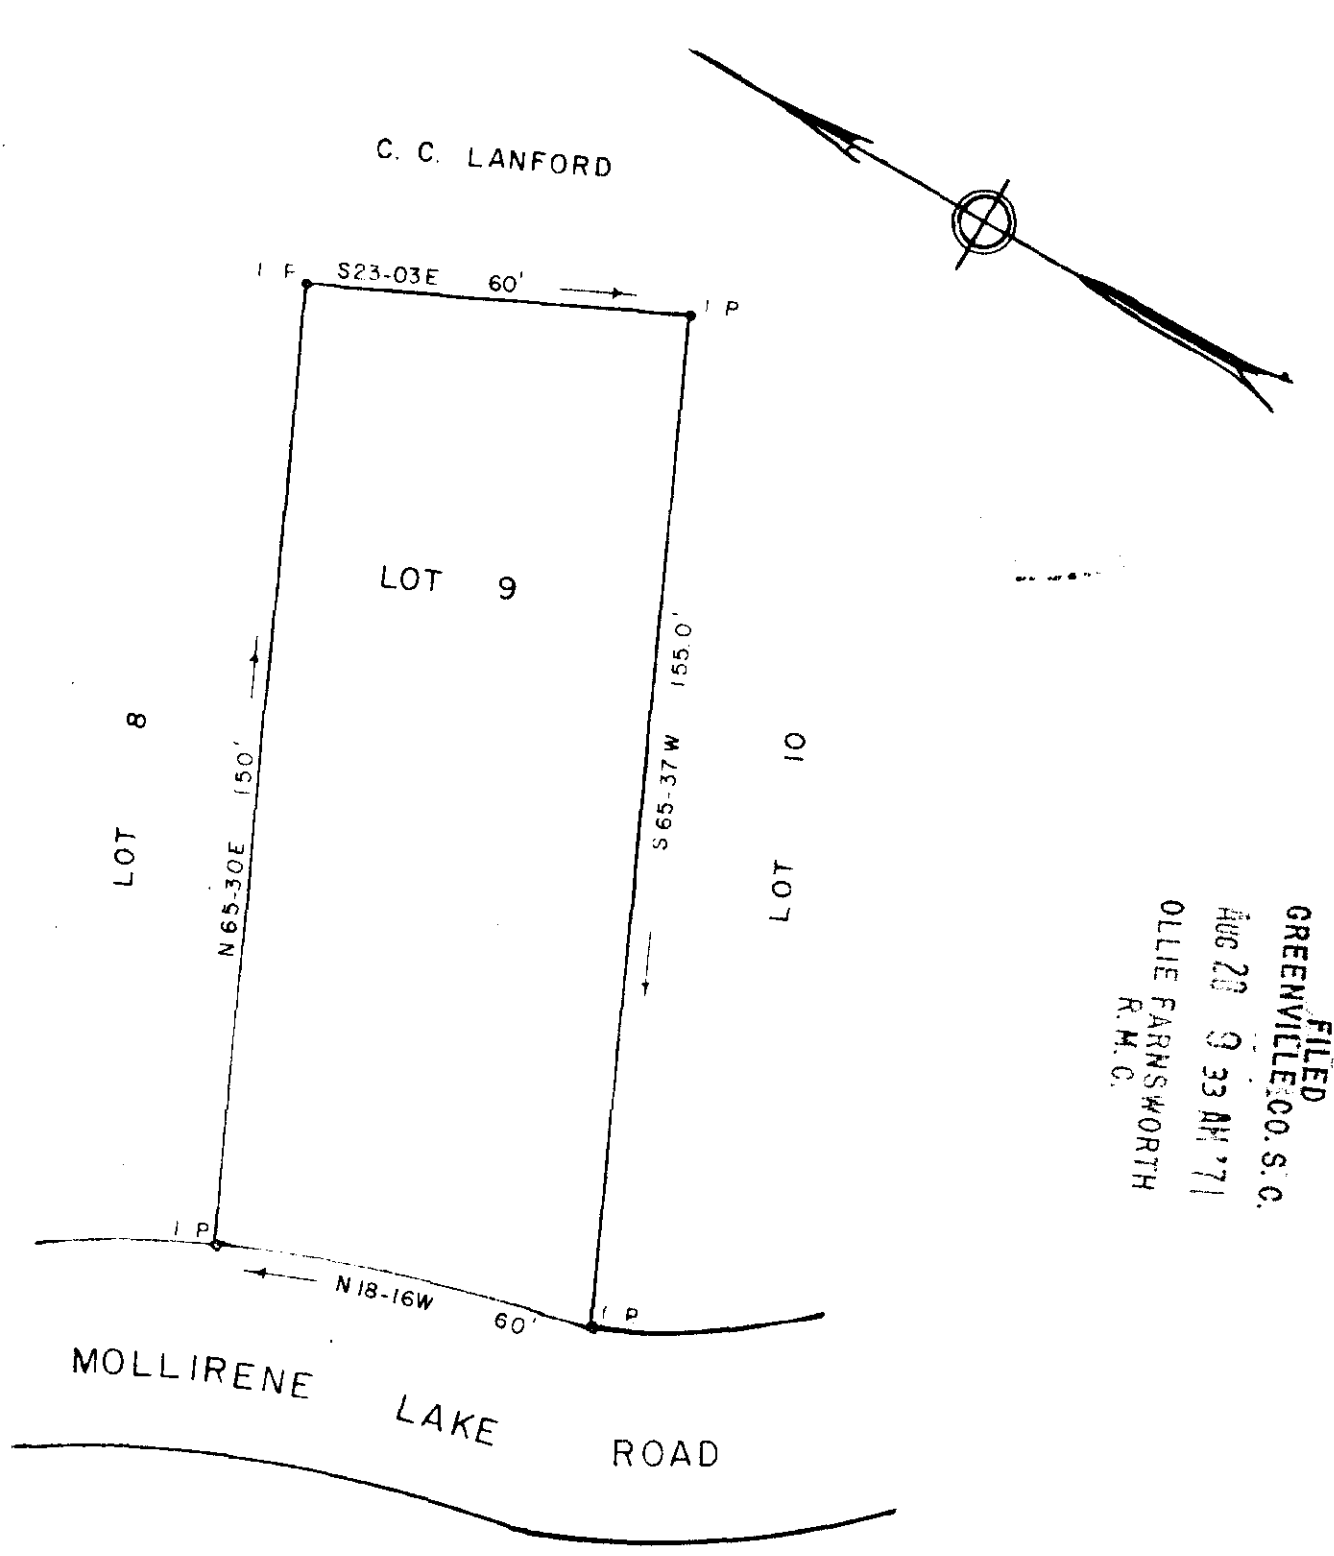 C. C. LANFORD
I P S23-03E 60' I P
LOT 9
LOT 8
N65-30E 150'
S65-37W 155.0'
LOT 10
I P
N18-16W 60'
I P
MOLLIRENE LAKE ROAD
FILED
GREENVILLE CO. S. C.
AUG 20 9 33 AM '71
OLLIE FARNSWORTH
R. M. C.